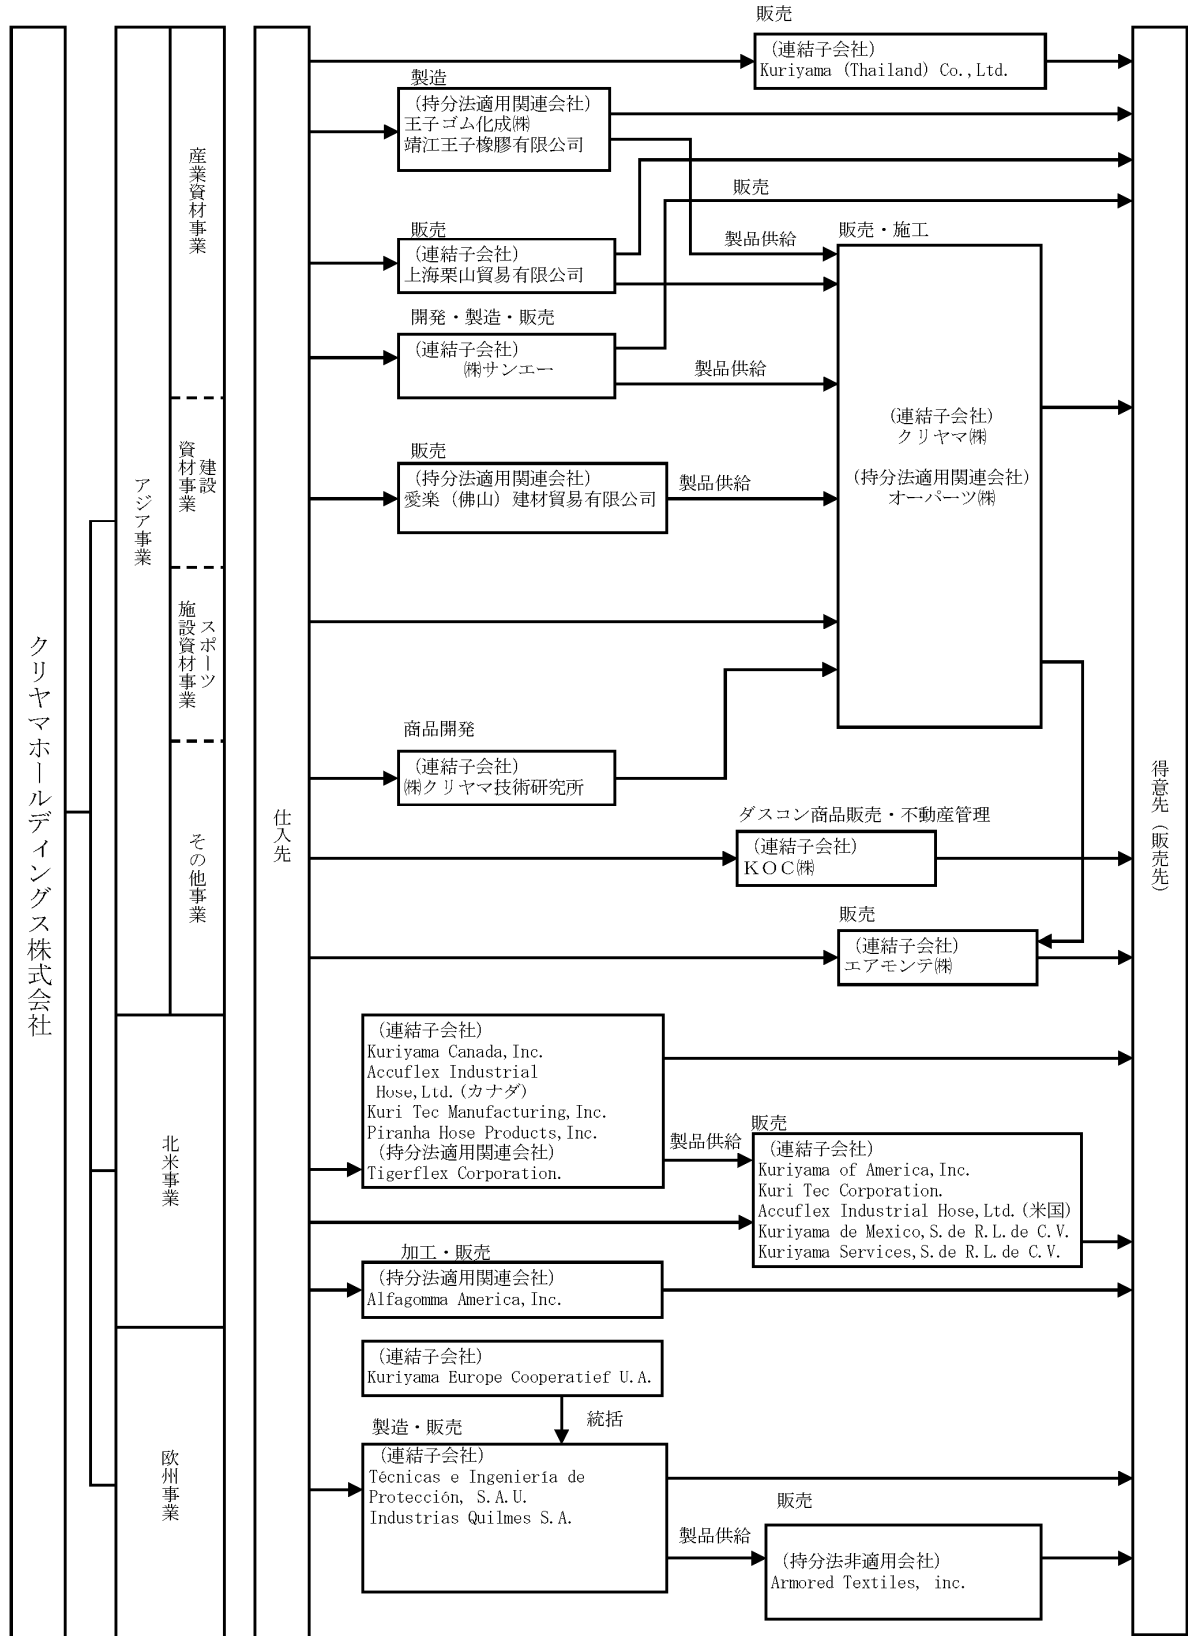 クリヤマホールディングス株式会社
アジア事業
産業資材事業
建設
資材事業
スポーツ
施設資材事業
その他事業
北米事業
欧州事業
仕入先
販売
(連結子会社)
Kuriyama (Thailand) Co.,Ltd.
製造
(持分法適用関連会社)
王子ゴム化成㈱
靖江王子橡膠有限公司
販売
販売
(連結子会社)
上海栗山貿易有限公司
製品供給
販売・施工
開発・製造・販売
(連結子会社)
㈱サンエー
製品供給
(連結子会社)
クリヤマ㈱
(持分法適用関連会社)
オーパーツ㈱
販売
(持分法適用関連会社)
愛楽（佛山）建材貿易有限公司
製品供給
商品開発
(連結子会社)
㈱クリヤマ技術研究所
ダスコン商品販売・不動産管理
(連結子会社)
ＫＯＣ㈱
販売
(連結子会社)
エアモンテ㈱
(連結子会社)
Kuriyama Canada,Inc.
Accuflex Industrial
Hose,Ltd.(カナダ)
Kuri Tec Manufacturing,Inc.
Piranha Hose Products,Inc.
(持分法適用関連会社)
Tigerflex Corporation.
製品供給
販売
(連結子会社)
Kuriyama of America,Inc.
Kuri Tec Corporation.
Accuflex Industrial Hose,Ltd.(米国)
Kuriyama de Mexico,S.de R.L.de C.V.
Kuriyama Services,S.de R.L.de C.V.
加工・販売
(持分法適用関連会社)
Alfagomma America,Inc.
(連結子会社)
Kuriyama Europe Cooperatief U.A.
統括
製造・販売
(連結子会社)
Técnicas e Ingeniería de
Protección, S.A.U.
Industrias Quilmes S.A.
製品供給
販売
(持分法非適用会社)
Armored Textiles, inc.
得意先（販売先）